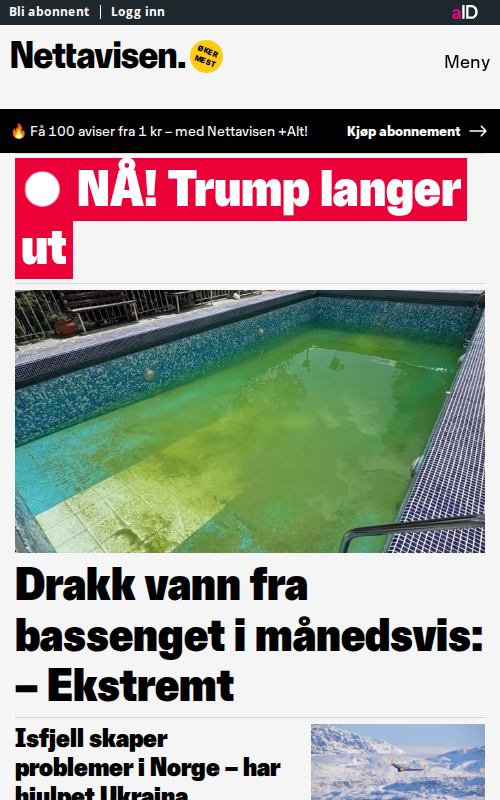 Bli abonnent | Logg inn
aID
Nettavisen.
ØKER
MEST
Meny
🔥 Få 100 aviser fra 1 kr – med Nettavisen +Alt!
Kjøp abonnement →
NÅ! Trump langer
ut
Drakk vann fra
bassenget i månedsvis:
– Ekstremt
Isfjell skaper
problemer i Norge – har
hjulpet Ukraina